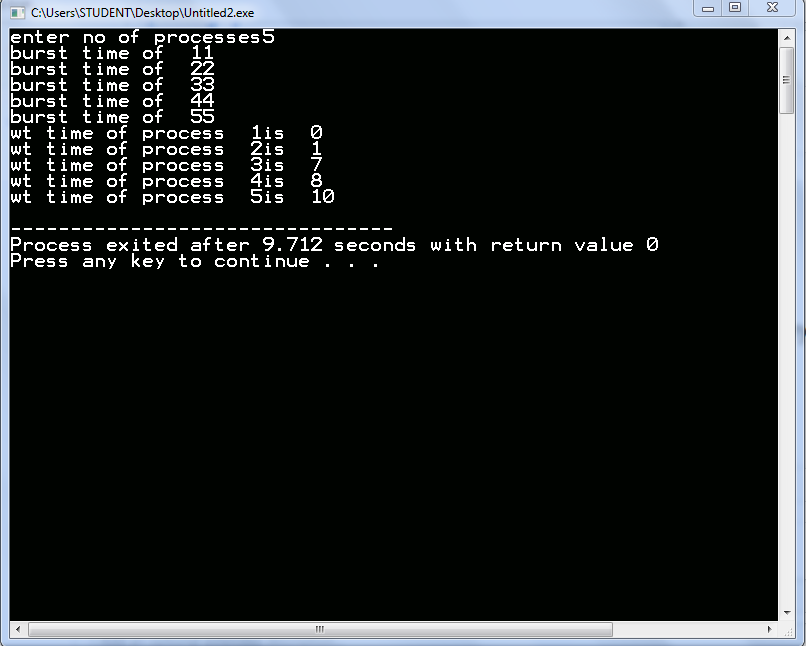 C:\Users\STUDENT\Desktop\Untitled2.exe
enter no of processes5
burst time of  11
burst time of  22
burst time of  33
burst time of  44
burst time of  55
wt time of process  1is  0
wt time of process  2is  1
wt time of process  3is  7
wt time of process  4is  8
wt time of process  5is  10
--------------------------------
Process exited after 9.712 seconds with return value 0
Press any key to continue . . .